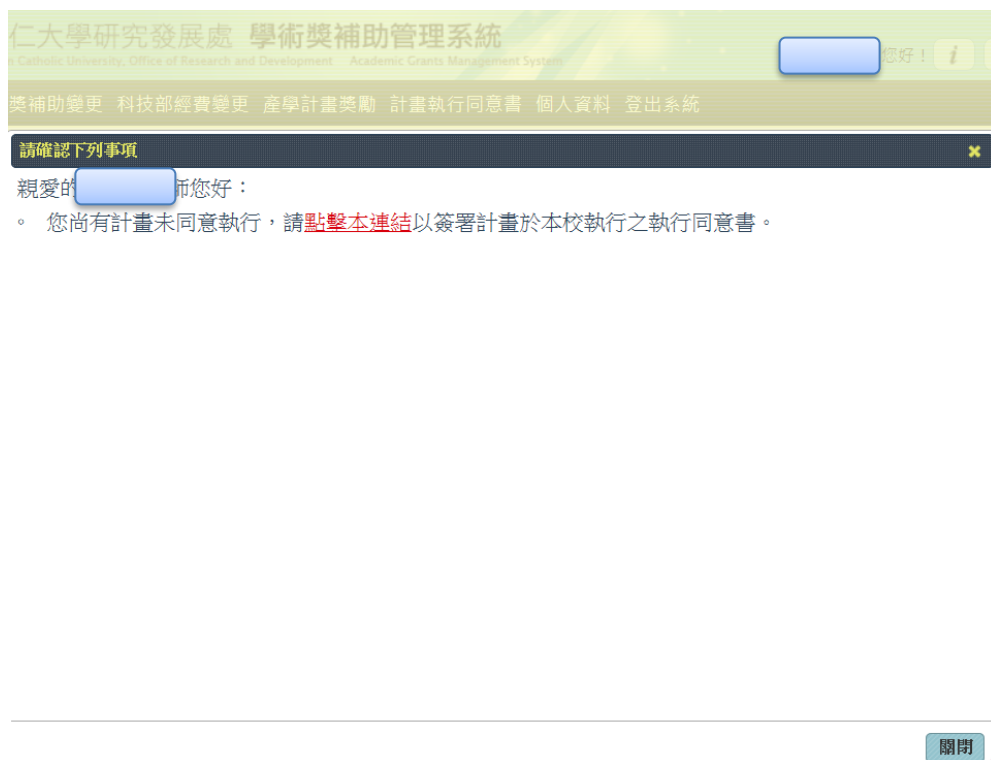 仁大學研究發展處 學術獎補助管理系統
n Catholic University, Office of Research and Development Academic Grants Management System
您好！ i
獎補助變更 科技部經費變更 產學計畫獎勵 計畫執行同意書 個人資料 登出系統
請確認下列事項
親愛的 師您好：
。 您尚有計畫未同意執行，請點擊本連結以簽署計畫於本校執行之執行同意書。
關閉